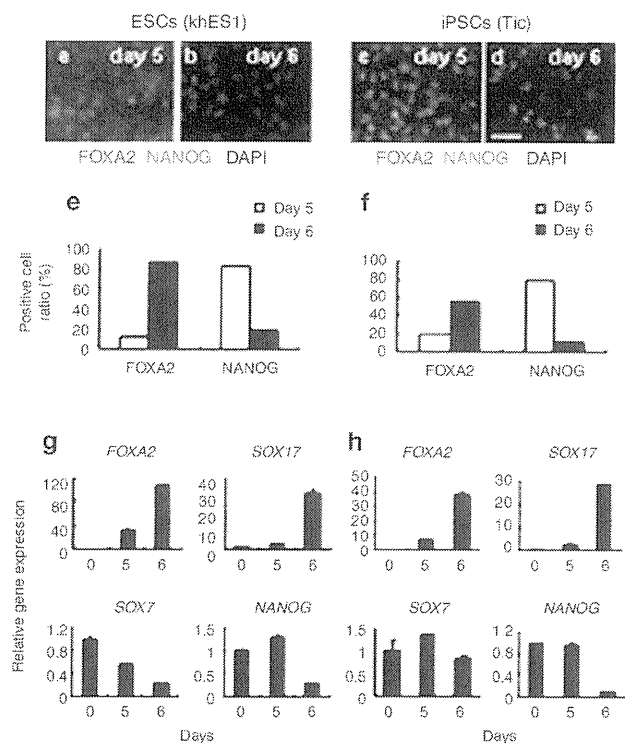 ESCs (khES1) iPSCs (Tic)
a day 5 b day 6 c day 5 d day 6
FOXA2 NANOG DAPI FOXA2 NANOG DAPI
e f
Day 5 Day 5
Day 6 Day 6
Positive cell ratio (%)
100 100
80 80
60 60
40 40
20 20
0 0
FOXA2 NANOG FOXA2 NANOG
g h
FOXA2 SOX17 FOXA2 SOX17
Relative gene expression
120 40 50 30
80 30 40 20
40 20 30 10
0 10 20 0
0 10
0
0 5 6 0 5 6 0 5 6 0 5 6
SOX7 NANOG SOX7 NANOG
1.2 1.5 1.5 1.2
0.8 1 1 0.8
0.4 0.5 0.5 0.4
0 0
0 5 6 0 5 6 0 5 6 0 5 6
Days Days